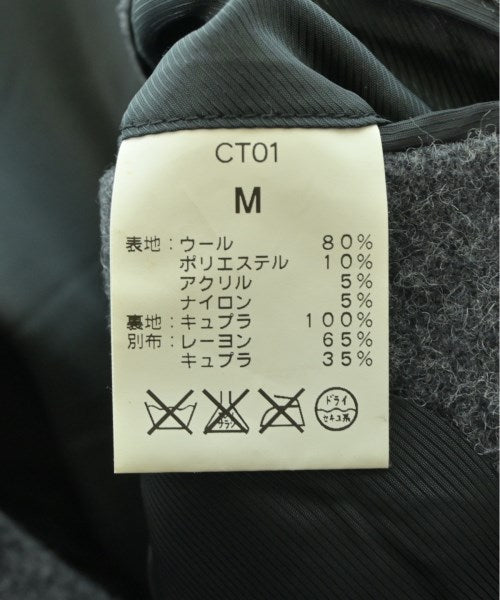 CT01
M
表地：ウール 80%
ポリエステル 10%
アクリル 5%
ナイロン 5%
裏地：キュプラ 100%
別布：レーヨン 65%
キュプラ 35%
ドライ
セキユ系